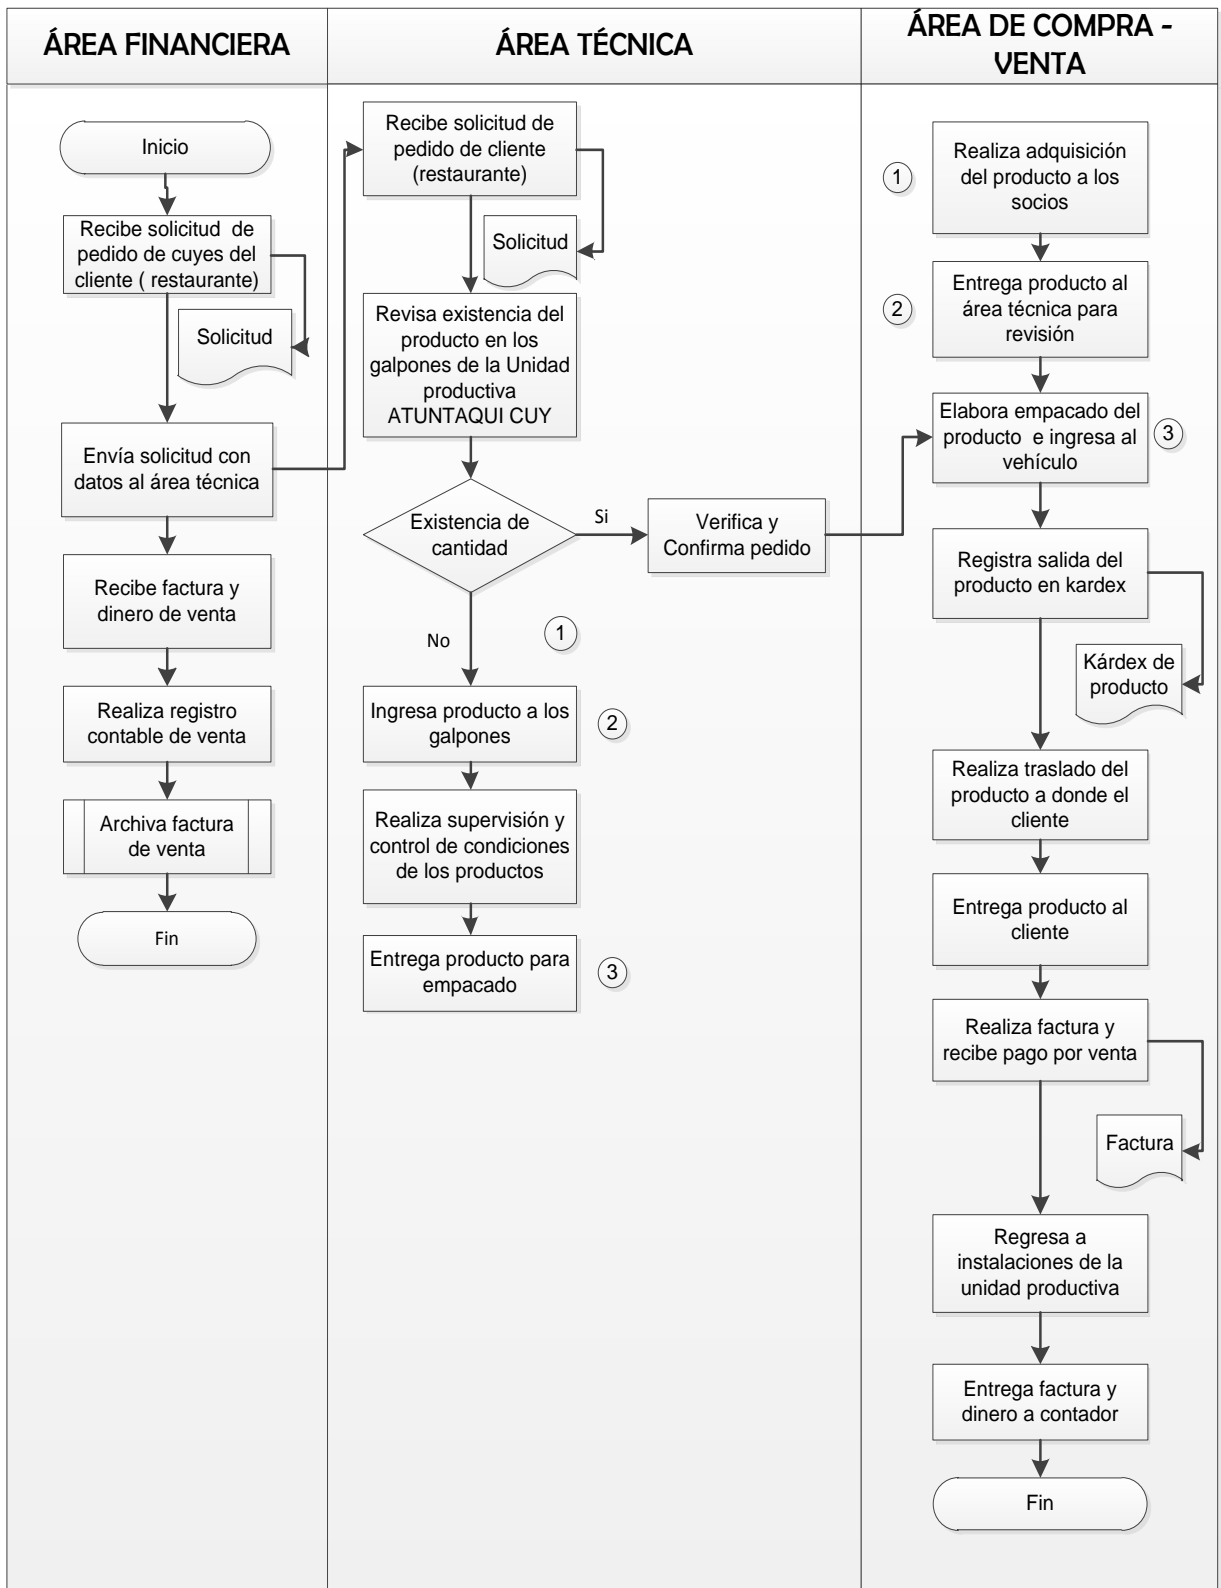 ÁREA FINANCIERA
ÁREA TÉCNICA
ÁREA DE COMPRA -
VENTA
Inicio
Recibe solicitud de
pedido de cuyes del
cliente ( restaurante)
Solicitud
Envía solicitud con
datos al área técnica
Recibe factura y
dinero de venta
Realiza registro
contable de venta
Archiva factura
de venta
Fin
Recibe solicitud de
pedido de cliente
(restaurante)
Solicitud
Revisa existencia del
producto en los
galpones de la Unidad
productiva
ATUNTAQUI CUY
Existencia de
cantidad
Si
Verifica y
Confirma pedido
No
1
Ingresa producto a los
galpones
2
Realiza supervisión y
control de condiciones
de los productos
Entrega producto para
empacado
3
Realiza adquisición
del producto a los
socios
1
Entrega producto al
área técnica para
revisión
2
Elabora empacado del
producto e ingresa al
vehículo
3
Registra salida del
producto en kardex
Kárdex de
producto
Realiza traslado del
producto a donde el
cliente
Entrega producto al
cliente
Realiza factura y
recibe pago por venta
Factura
Regresa a
instalaciones de la
unidad productiva
Entrega factura y
dinero a contador
Fin